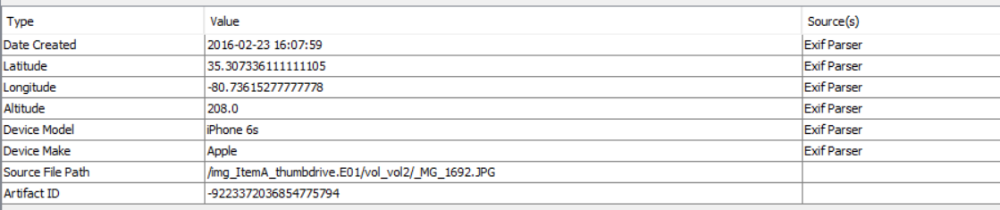 Type Value Source(s)
Date Created 2016-02-23 16:07:59 Exif Parser
Latitude 35.307336111111105 Exif Parser
Longitude -80.73615277777778 Exif Parser
Altitude 208.0 Exif Parser
Device Model iPhone 6s Exif Parser
Device Make Apple Exif Parser
Source File Path /img_ItemA_thumbdrive.E01/vol_vol2/_MG_1692.JPG
Artifact ID -9223372036854775794